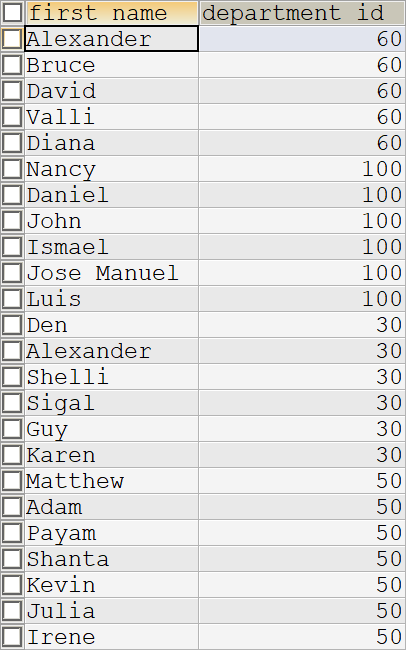 first name department id
Alexander 60
Bruce 60
David 60
Valli 60
Diana 60
Nancy 100
Daniel 100
John 100
Ismael 100
Jose Manuel 100
Luis 100
Den 30
Alexander 30
Shelli 30
Sigal 30
Guy 30
Karen 30
Matthew 50
Adam 50
Payam 50
Shanta 50
Kevin 50
Julia 50
Irene 50